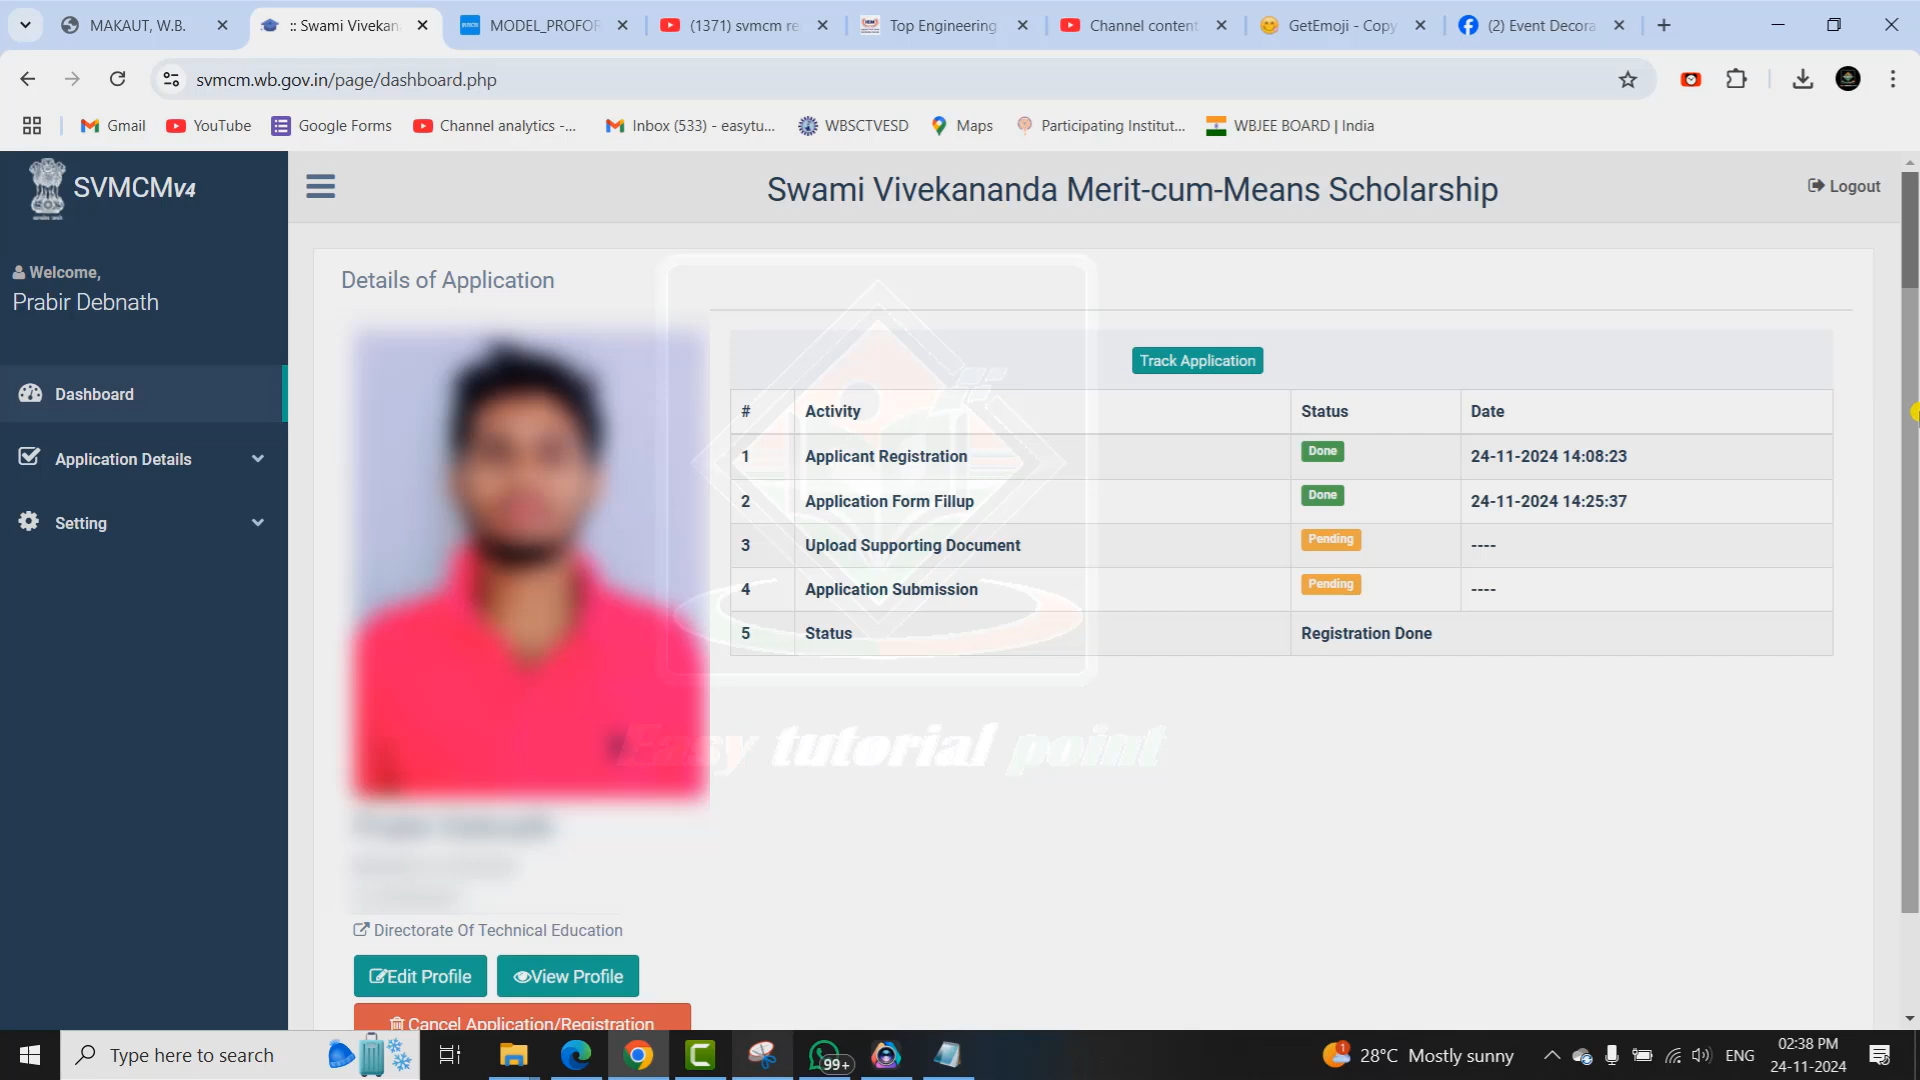 MAKAUT, W.B.
:: Swami Vivekan
MODEL_PROFOR
(1371) svmcm re
Top Engineering
Channel content
GetEmoji - Copy
(2) Event Decora
svmcm.wb.gov.in/page/dashboard.php
Gmail
YouTube
Google Forms
Channel analytics -...
Inbox (533) - easytu...
WBSCTVESD
Maps
Participating Institut...
WBJEE BOARD | India
SVMCMV4
Swami Vivekananda Merit-cum-Means Scholarship
Logout
Welcome,
Prabir Debnath
Dashboard
Application Details
Setting
Details of Application
Track Application
# Activity Status Date
1 Applicant Registration Done 24-11-2024 14:08:23
2 Application Form Fillup Done 24-11-2024 14:25:37
3 Upload Supporting Document Pending ----
4 Application Submission Pending ----
5 Status Registration Done
Easy tutorial point
Directorate Of Technical Education
Edit Profile
View Profile
Cancel Application/Registration
Type here to search
99+
1
28°C Mostly sunny
ENG
02:38 PM
24-11-2024